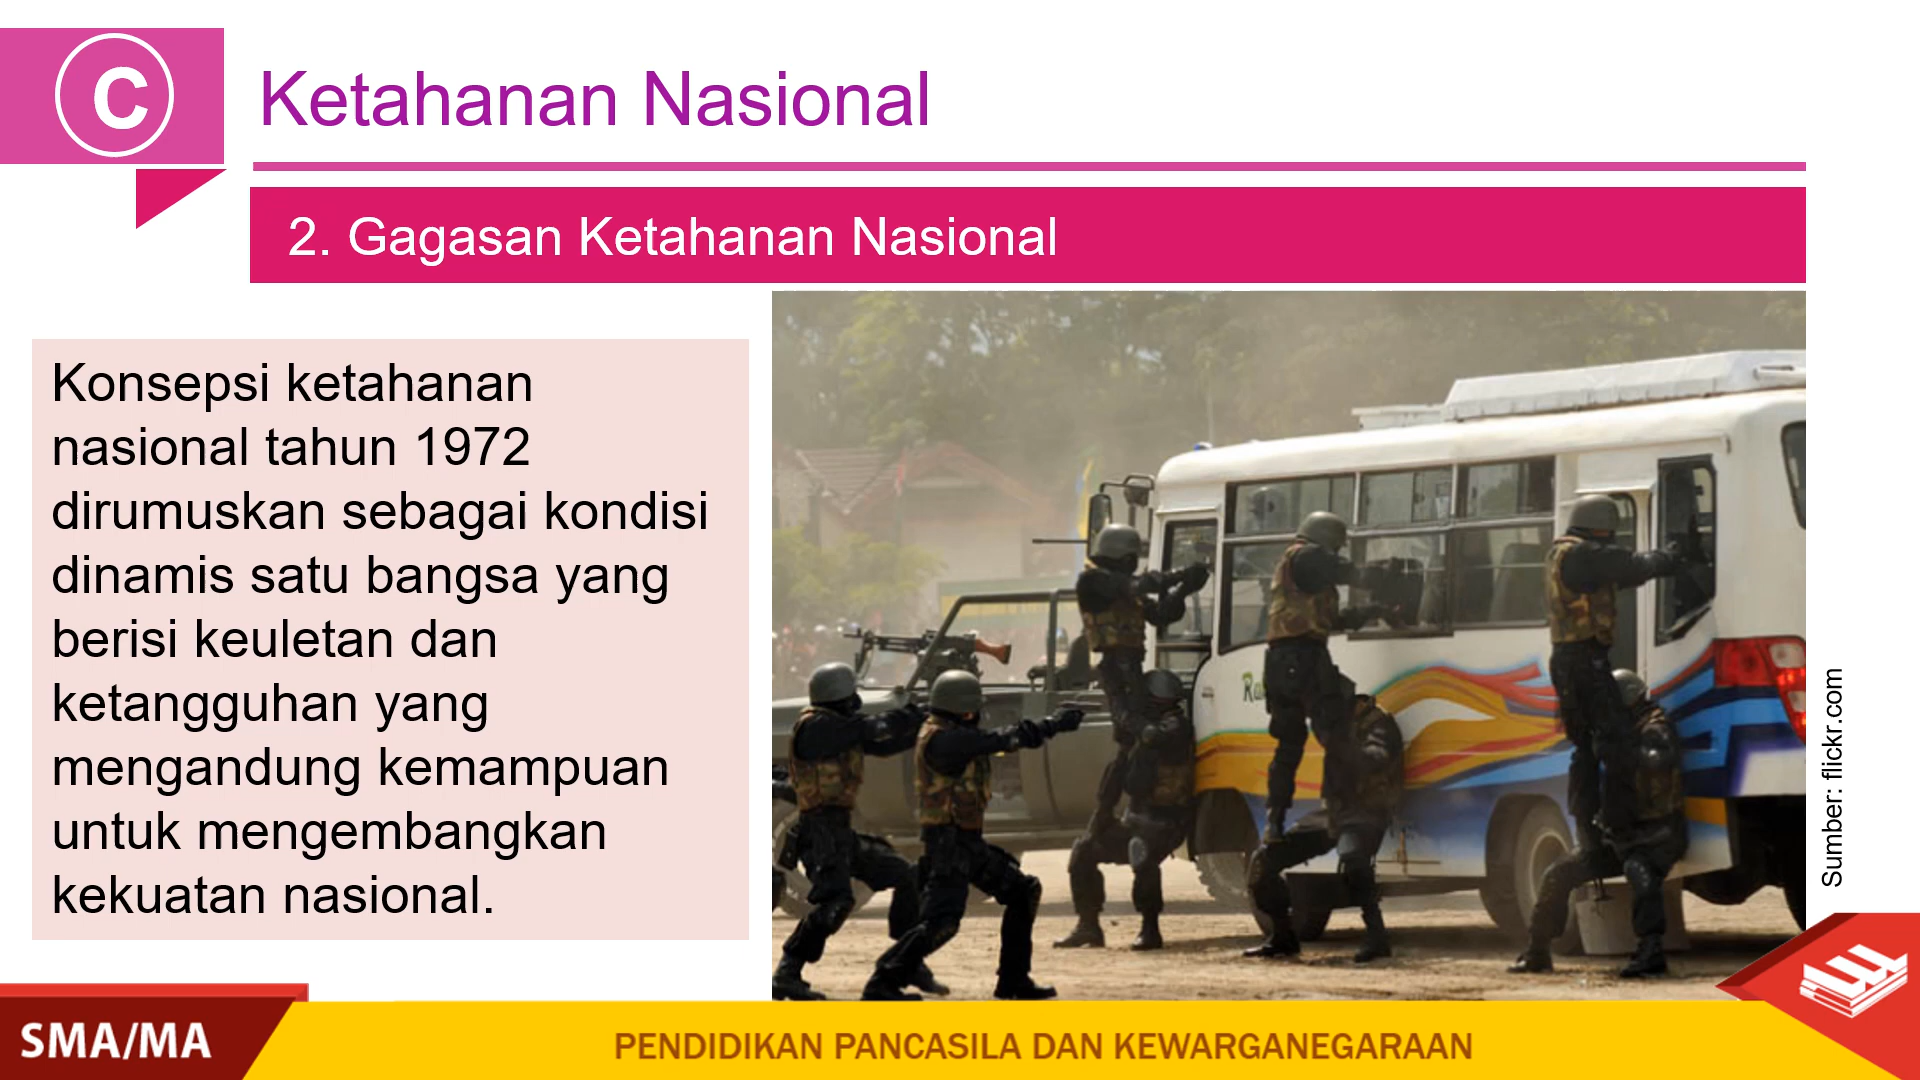 C
Ketahanan Nasional
2. Gagasan Ketahanan Nasional
Konsepsi ketahanan
nasional tahun 1972
dirumuskan sebagai kondisi
dinamis satu bangsa yang
berisi keuletan dan
ketangguhan yang
mengandung kemampuan
untuk mengembangkan
kekuatan nasional.
Sumber: flickr.com
SMA/MA
PENDIDIKAN PANCASILA DAN KEWARGANEGARAAN